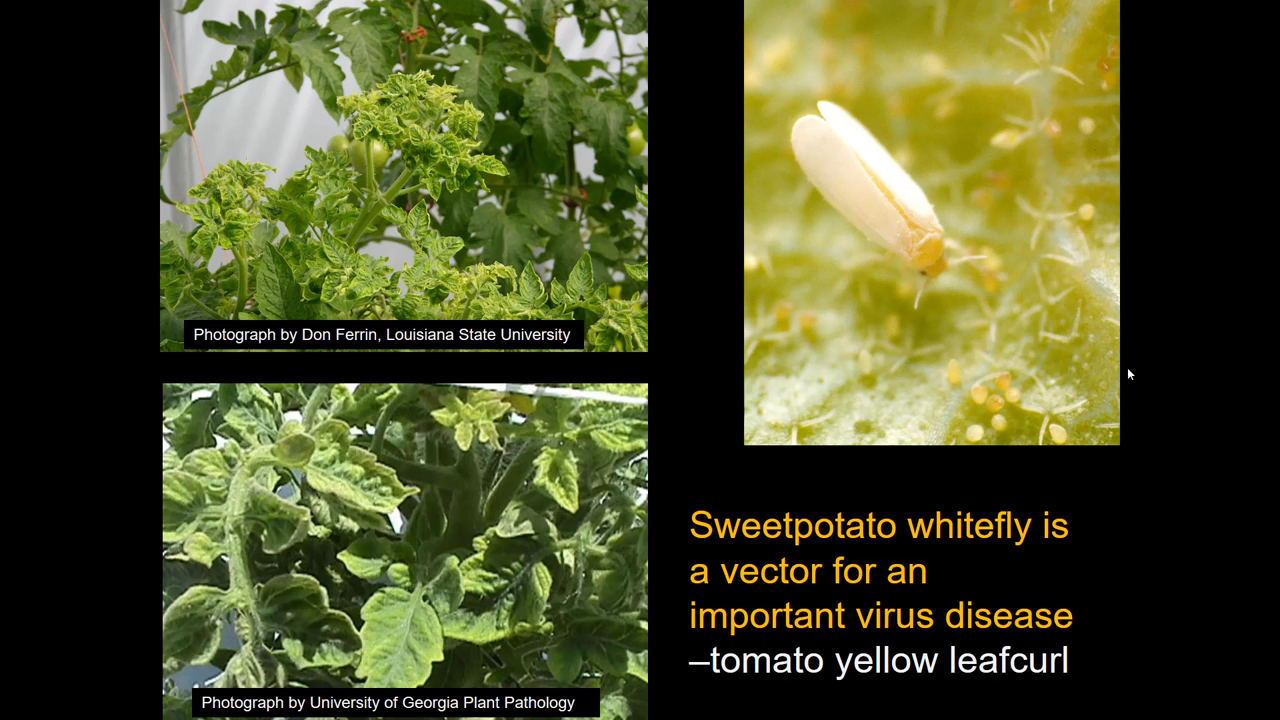 Photograph by Don Ferrin, Louisiana State University
Photograph by University of Georgia Plant Pathology
Sweetpotato whitefly is
a vector for an
important virus disease
–tomato yellow leafcurl